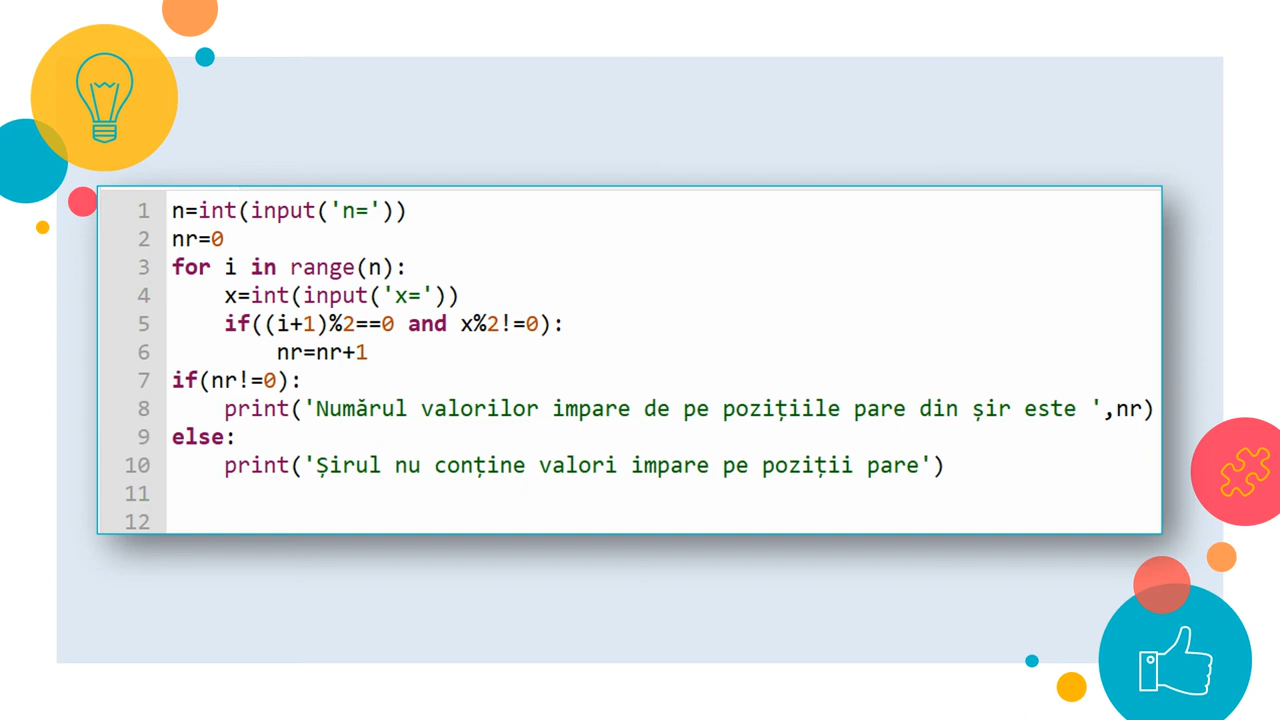 1 n=int(input('n='))
2 nr=0
3 for i in range(n):
4     x=int(input('x='))
5     if((i+1)%2==0 and x%2!=0):
6         nr=nr+1
7 if(nr!=0):
8     print('Numărul valorilor impare de pe pozițiile pare din șir este ',nr)
9 else:
10     print('Șirul nu conține valori impare pe poziții pare')
11
12